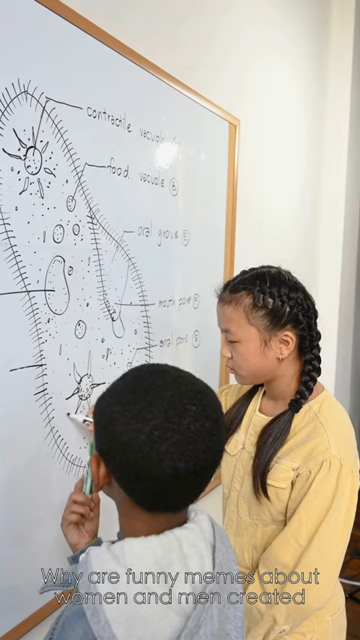 contractile vacuole
food vacuole B
oral groove
mouth pore
anal pore
Why are funny memes about
women and men created